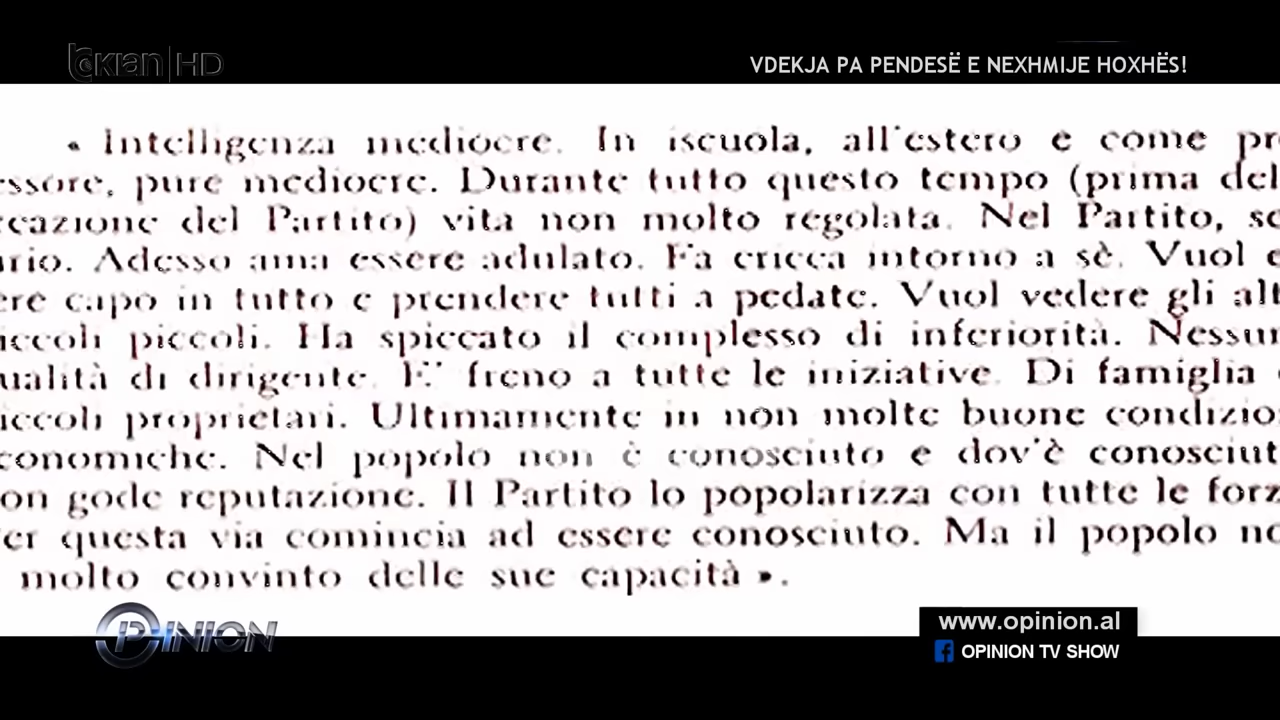 klan HD
VDEKJA PA PENDESË E NEXHMIJE HOXHËS!
« Intelligenza mediocre. In iscuola, all'estero e come pr
ssore, pure mediocre. Durante tutto questo tempo (prima del
reazione del Partito) vita non molto regolata. Nel Partito, se
ario. Adesso ama essere adulato. Fa cricca intorno a sè. Vuol e
ere capo in tutto e prendere tutti a pedate. Vuol vedere gli alt
iccoli piccoli. Ha spiccato il complesso di inferiorità. Nessun
ualità di dirigente. E' freno a tutte le iniziative. Di famiglia
iccoli proprietari. Ultimamente in non molte buone condizio
conomiche. Nel popolo non è conosciuto e dov'è conosciut
on gode reputazione. Il Partito lo popolarizza con tutte le forz
Per questa via comincia ad essere conosciuto. Ma il popolo no
molto convinto delle sue capacità ».
OPINION
www.opinion.al
OPINION TV SHOW